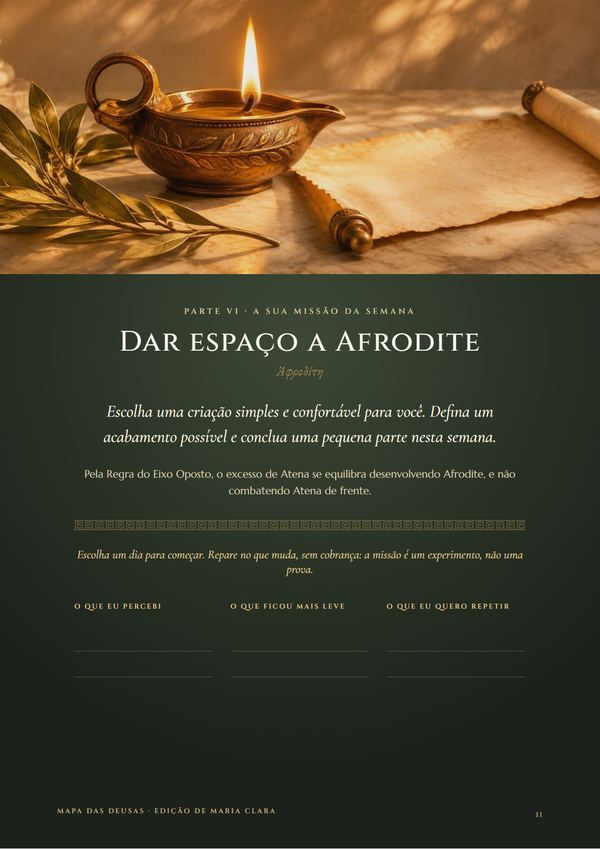 PARTE VI · A SUA MISSÃO DA SEMANA
DAR ESPAÇO A AFRODITE
Ἀφροδίτη
Escolha uma criação simples e confortável para você. Defina um
acabamento possível e conclua uma pequena parte nesta semana.
Pela Regra do Eixo Oposto, o excesso de Atena se equilibra desenvolvendo Afrodite, e não
combatendo Atena de frente.
Escolha um dia para começar. Repare no que muda, sem cobrança: a missão é um experimento, não uma
prova.
O QUE EU PERCEBI
O QUE FICOU MAIS LEVE
O QUE EU QUERO REPETIR
MAPA DAS DEUSAS · EDIÇÃO DE MARIA CLARA
11